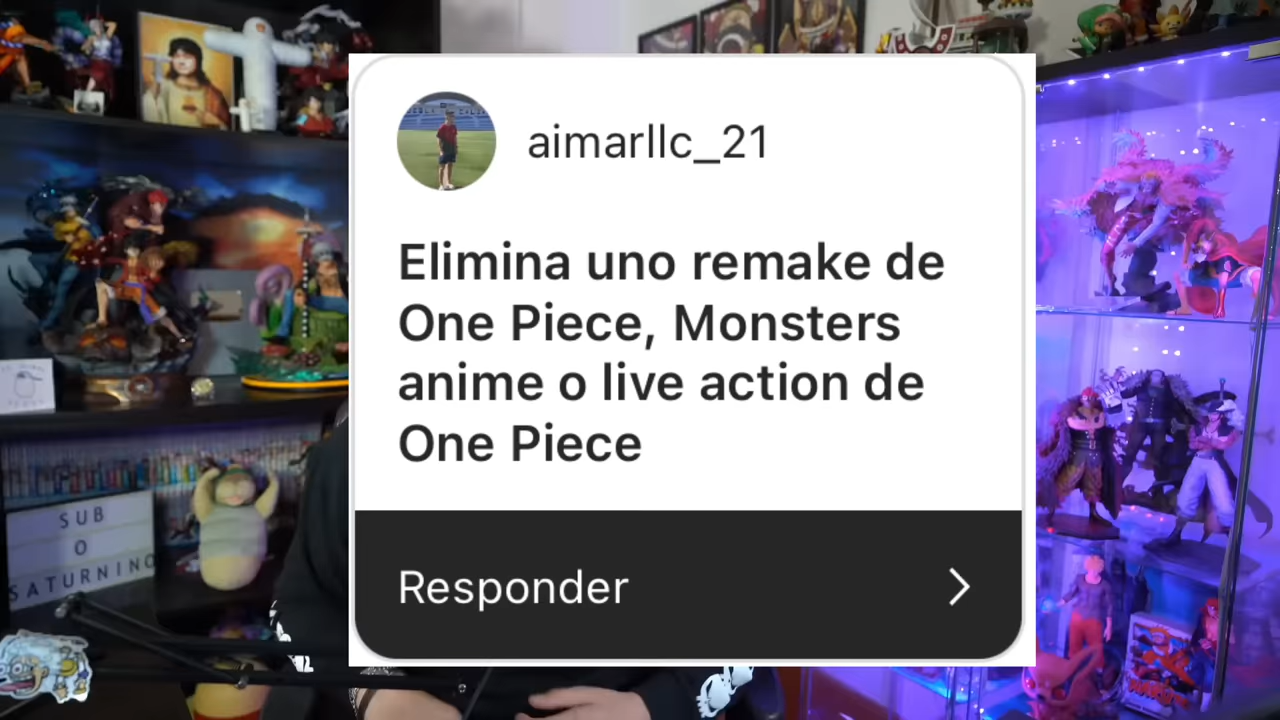 aimarllc_21
Elimina uno remake de
One Piece, Monsters
anime o live action de
One Piece
Responder
SUB
O
SATURNINO